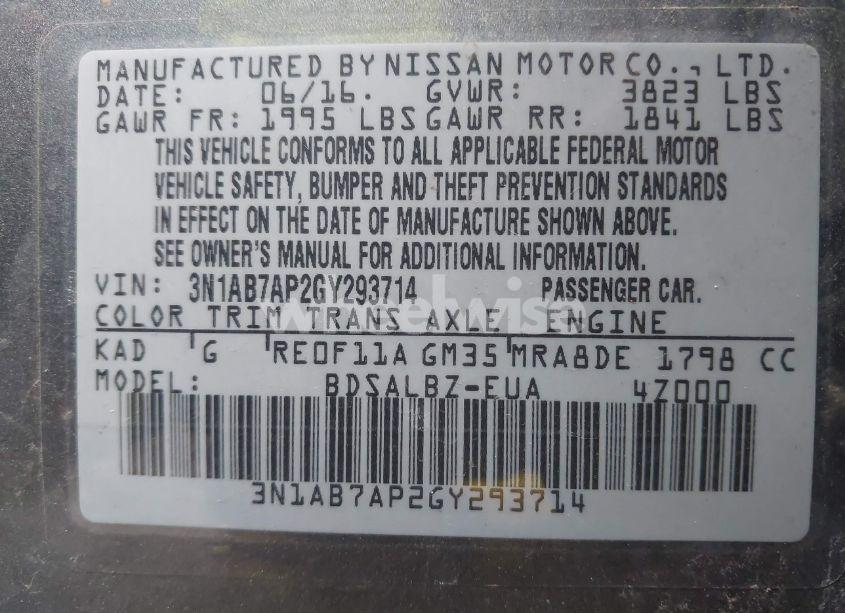 MANUFACTURED BY NISSAN MOTOR CO., LTD.
DATE: 06/16. GVWR: 3823 LBS
GAWR FR: 1995 LBS GAWR RR: 1841 LBS
THIS VEHICLE CONFORMS TO ALL APPLICABLE FEDERAL MOTOR
VEHICLE SAFETY, BUMPER AND THEFT PREVENTION STANDARDS
IN EFFECT ON THE DATE OF MANUFACTURE SHOWN ABOVE.
SEE OWNER'S MANUAL FOR ADDITIONAL INFORMATION.
VIN: 3N1AB7AP2GY293714 PASSENGER CAR.
COLOR TRIM TRANS AXLE ENGINE
KAD G RE0F11A GM35 MRA8DE 1798 CC
MODEL: BDSALBZ-EUA 4Z000
3N1AB7AP2GY293714